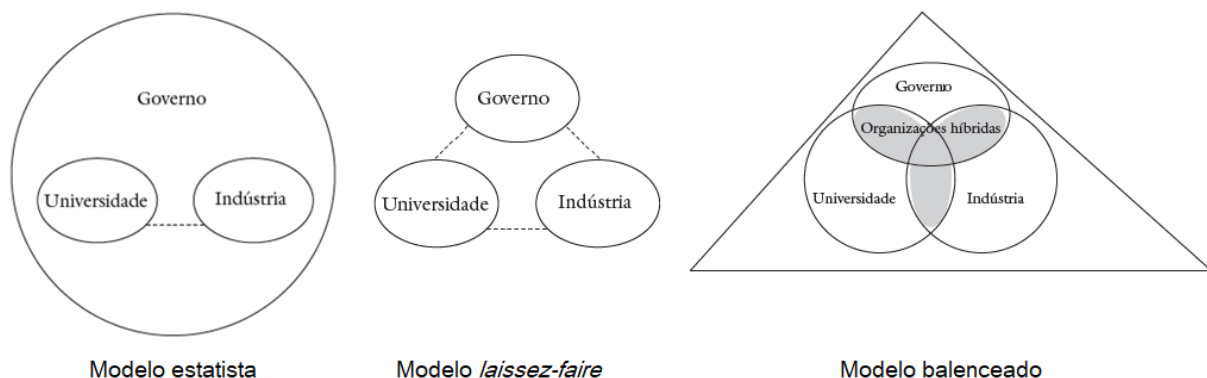 Governo
Universidade
Indústria
Modelo estatista
Governo
Universidade
Indústria
Modelo laissez-faire
Governo
Organizações híbridas
Universidade
Indústria
Modelo balenceado